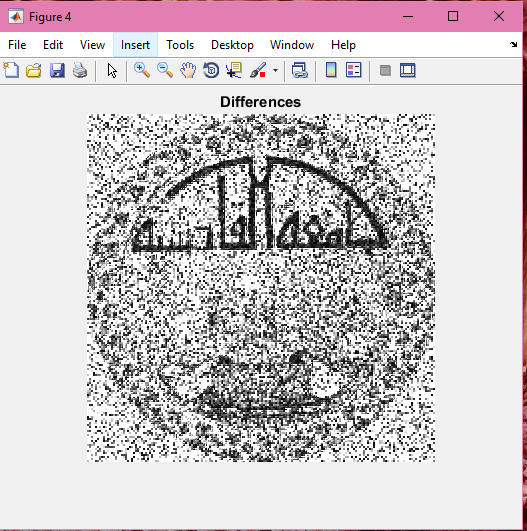 Figure 4
File Edit View Insert Tools Desktop Window Help
Differences
جامعة القادسية